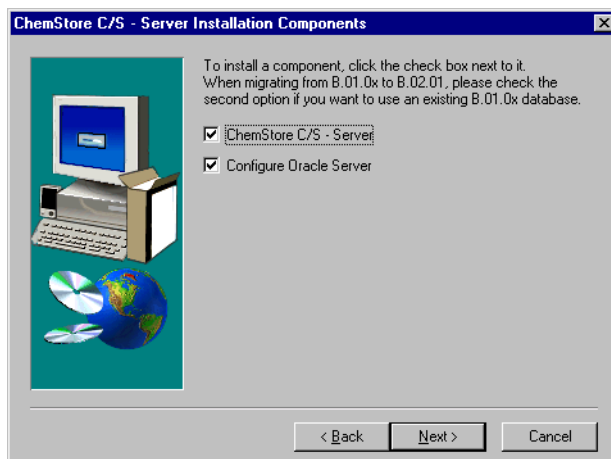 ChemStore C/S - Server Installation Components
To install a component, click the check box next to it.
When migrating from B.01.0x to B.02.01, please check the
second option if you want to use an existing B.01.0x database.
ChemStore C/S - Server
Configure Oracle Server
< Back
Next >
Cancel